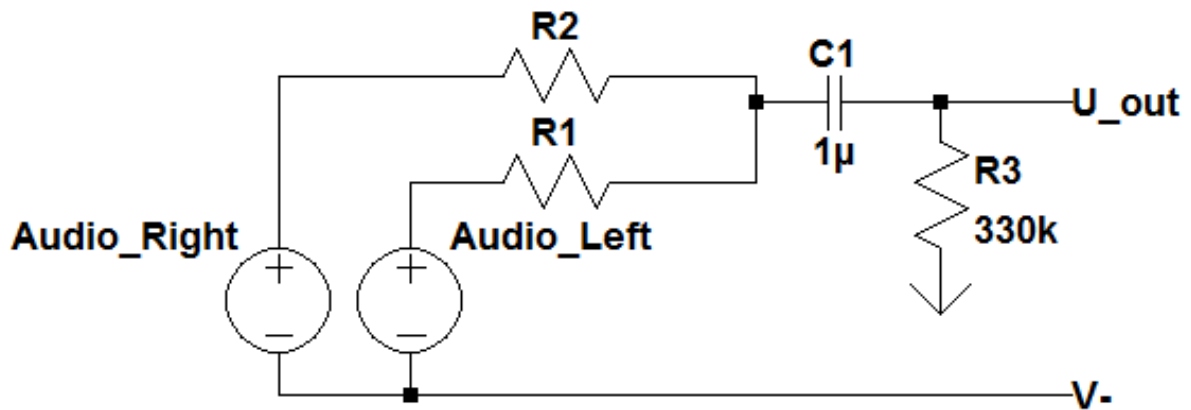 R2
C1
U_out
R1
1µ
R3
330k
Audio_Right
Audio_Left
V-